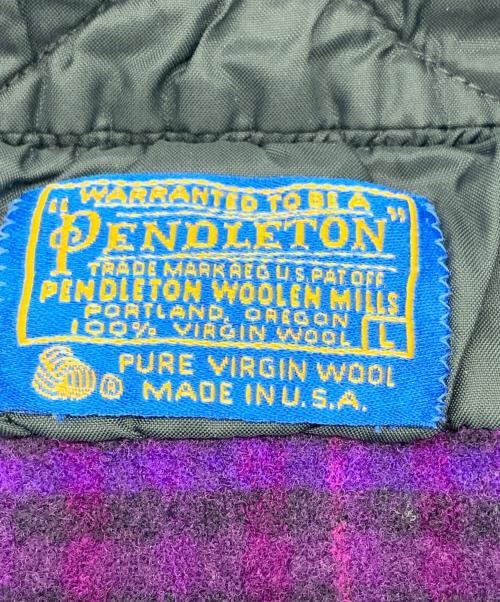 WARRANTED TO BE A
"PENDLETON"
TRADE MARK REG U.S. PAT OFF
PENDLETON WOOLEN MILLS
PORTLAND, OREGON
100% VIRGIN WOOL L
® PURE VIRGIN WOOL
MADE IN U.S.A.